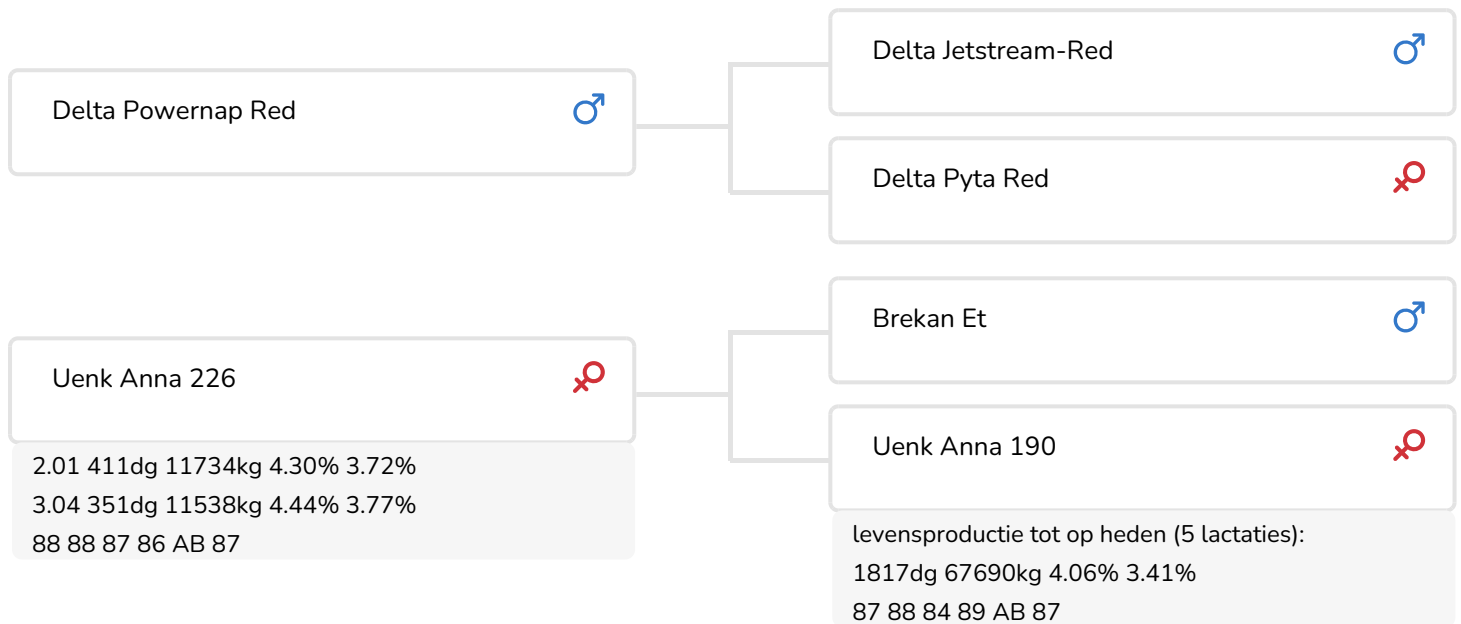 Delta Powernap Red
Delta Jetstream-Red
Delta Pyta Red
Uenk Anna 226
2.01 411dg 11734kg 4.30% 3.72%
3.04 351dg 11538kg 4.44% 3.77%
88 88 87 86 AB 87
Brekan Et
Uenk Anna 190
levensproductie tot op heden (5 lactaties):
1817dg 67690kg 4.06% 3.41%
87 88 84 89 AB 87